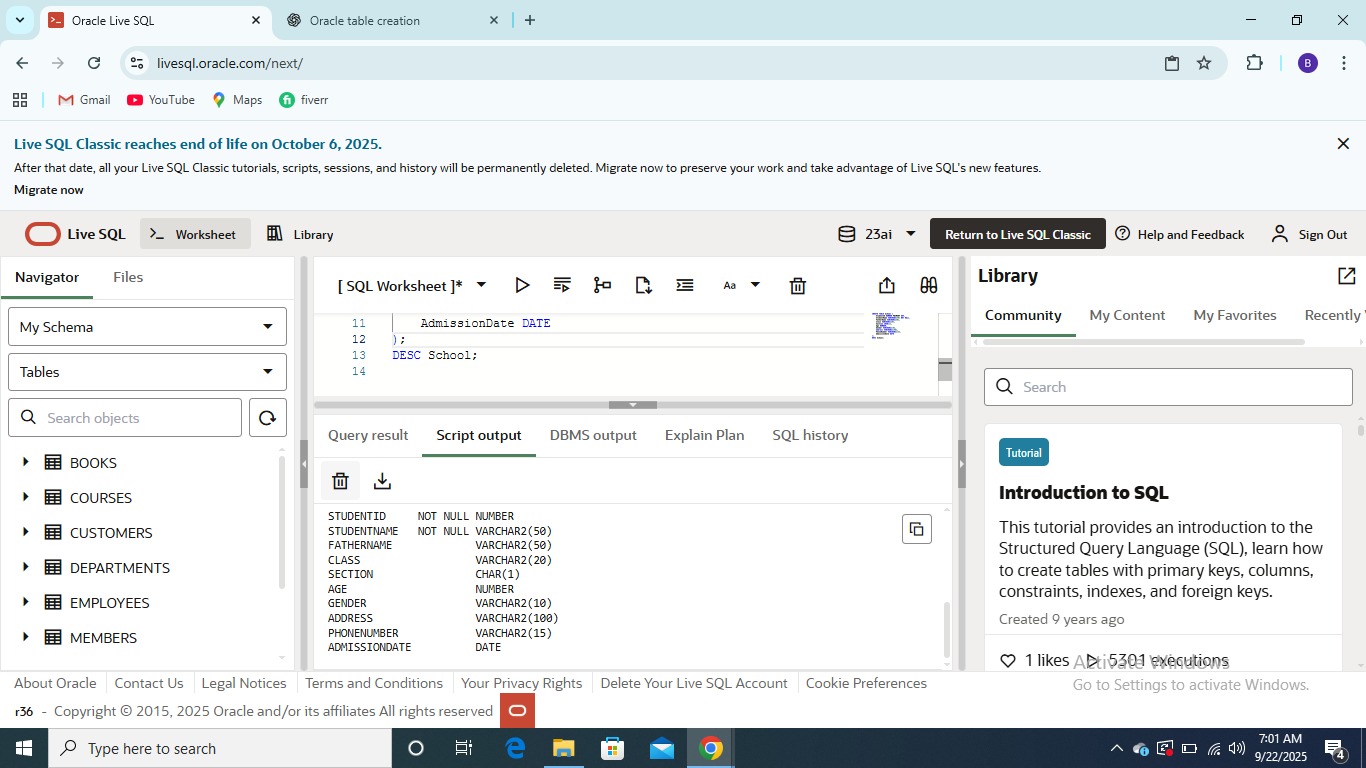 Oracle Live SQL
Oracle table creation
livesql.oracle.com/next/
B
Gmail
YouTube
Maps
fiverr
Live SQL Classic reaches end of life on October 6, 2025.
After that date, all your Live SQL Classic tutorials, scripts, sessions, and history will be permanently deleted. Migrate now to preserve your work and take advantage of Live SQL's new features.
Migrate now
Live SQL
Worksheet
Library
23ai
Return to Live SQL Classic
Help and Feedback
Sign Out
Navigator
Files
My Schema
Tables
Search objects
BOOKS
COURSES
CUSTOMERS
DEPARTMENTS
EMPLOYEES
MEMBERS
[ SQL Worksheet ]*
Aa
11 AdmissionDate DATE
12 );
13 DESC School;
14
Query result
Script output
DBMS output
Explain Plan
SQL history
STUDENTID NOT NULL NUMBER
STUDENTNAME NOT NULL VARCHAR2(50)
FATHERNAME VARCHAR2(50)
CLASS VARCHAR2(20)
SECTION CHAR(1)
AGE NUMBER
GENDER VARCHAR2(10)
ADDRESS VARCHAR2(100)
PHONENUMBER VARCHAR2(15)
ADMISSIONDATE DATE
Library
Community
My Content
My Favorites
Recently
Search
Tutorial
Introduction to SQL
This tutorial provides an introduction to the
Structured Query Language (SQL), learn how
to create tables with primary keys, columns,
constraints, indexes, and foreign keys.
Created 9 years ago
1 likes
5301 executions
Activate Windows
Go to Settings to activate Windows.
About Oracle
Contact Us
Legal Notices
Terms and Conditions
Your Privacy Rights
Delete Your Live SQL Account
Cookie Preferences
r36 - Copyright © 2015, 2025 Oracle and/or its affiliates All rights reserved
Type here to search
7:01 AM
9/22/2025
4